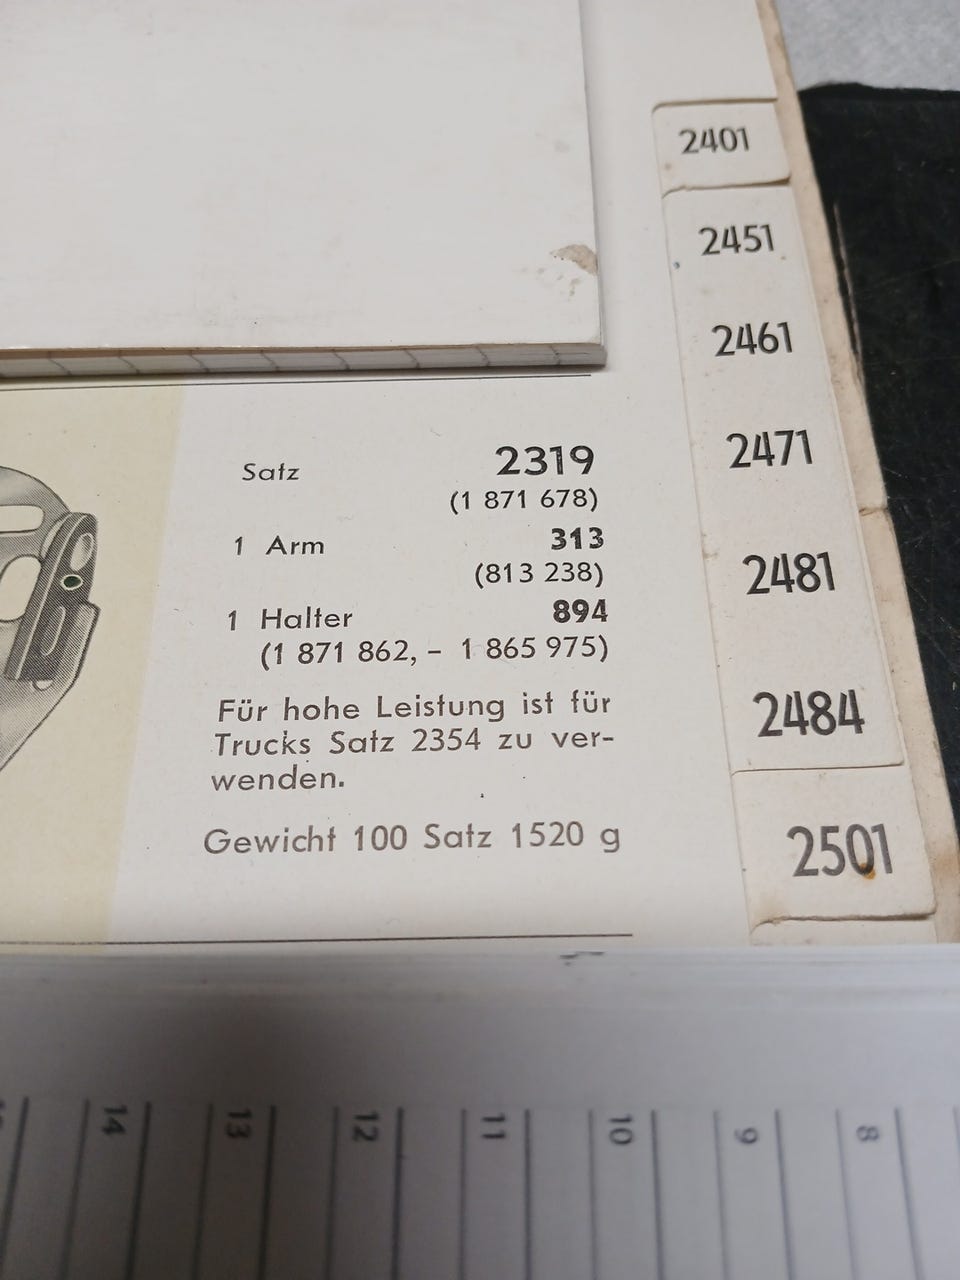 2401
2451
2461
2471
2481
2484
2501
Satz 2319
(1 871 678)
1 Arm 313
(813 238)
1 Halter 894
(1 871 862, – 1 865 975)
Für hohe Leistung ist für
Trucks Satz 2354 zu ver-
wenden.
Gewicht 100 Satz 1520 g
14 13 12 11 10 9 8